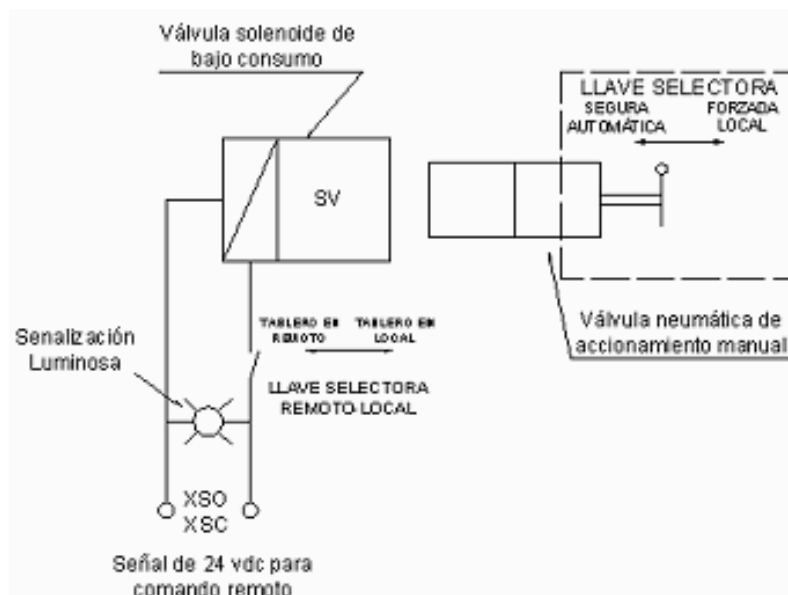 Válvula solenoide de
bajo consumo
LLAVE SELECTORA
SEGURA
AUTOMÁTICA
FORZADA
LOCAL
SV
TABLERO EN
REMOTO
TABLERO EN
LOCAL
LLAVE SELECTORA
REMOTO-LOCAL
Senalización
Luminosa
Válvula neumática de
accionamiento manual
XSO
XSC
Señal de 24 vdc para
comando remoto